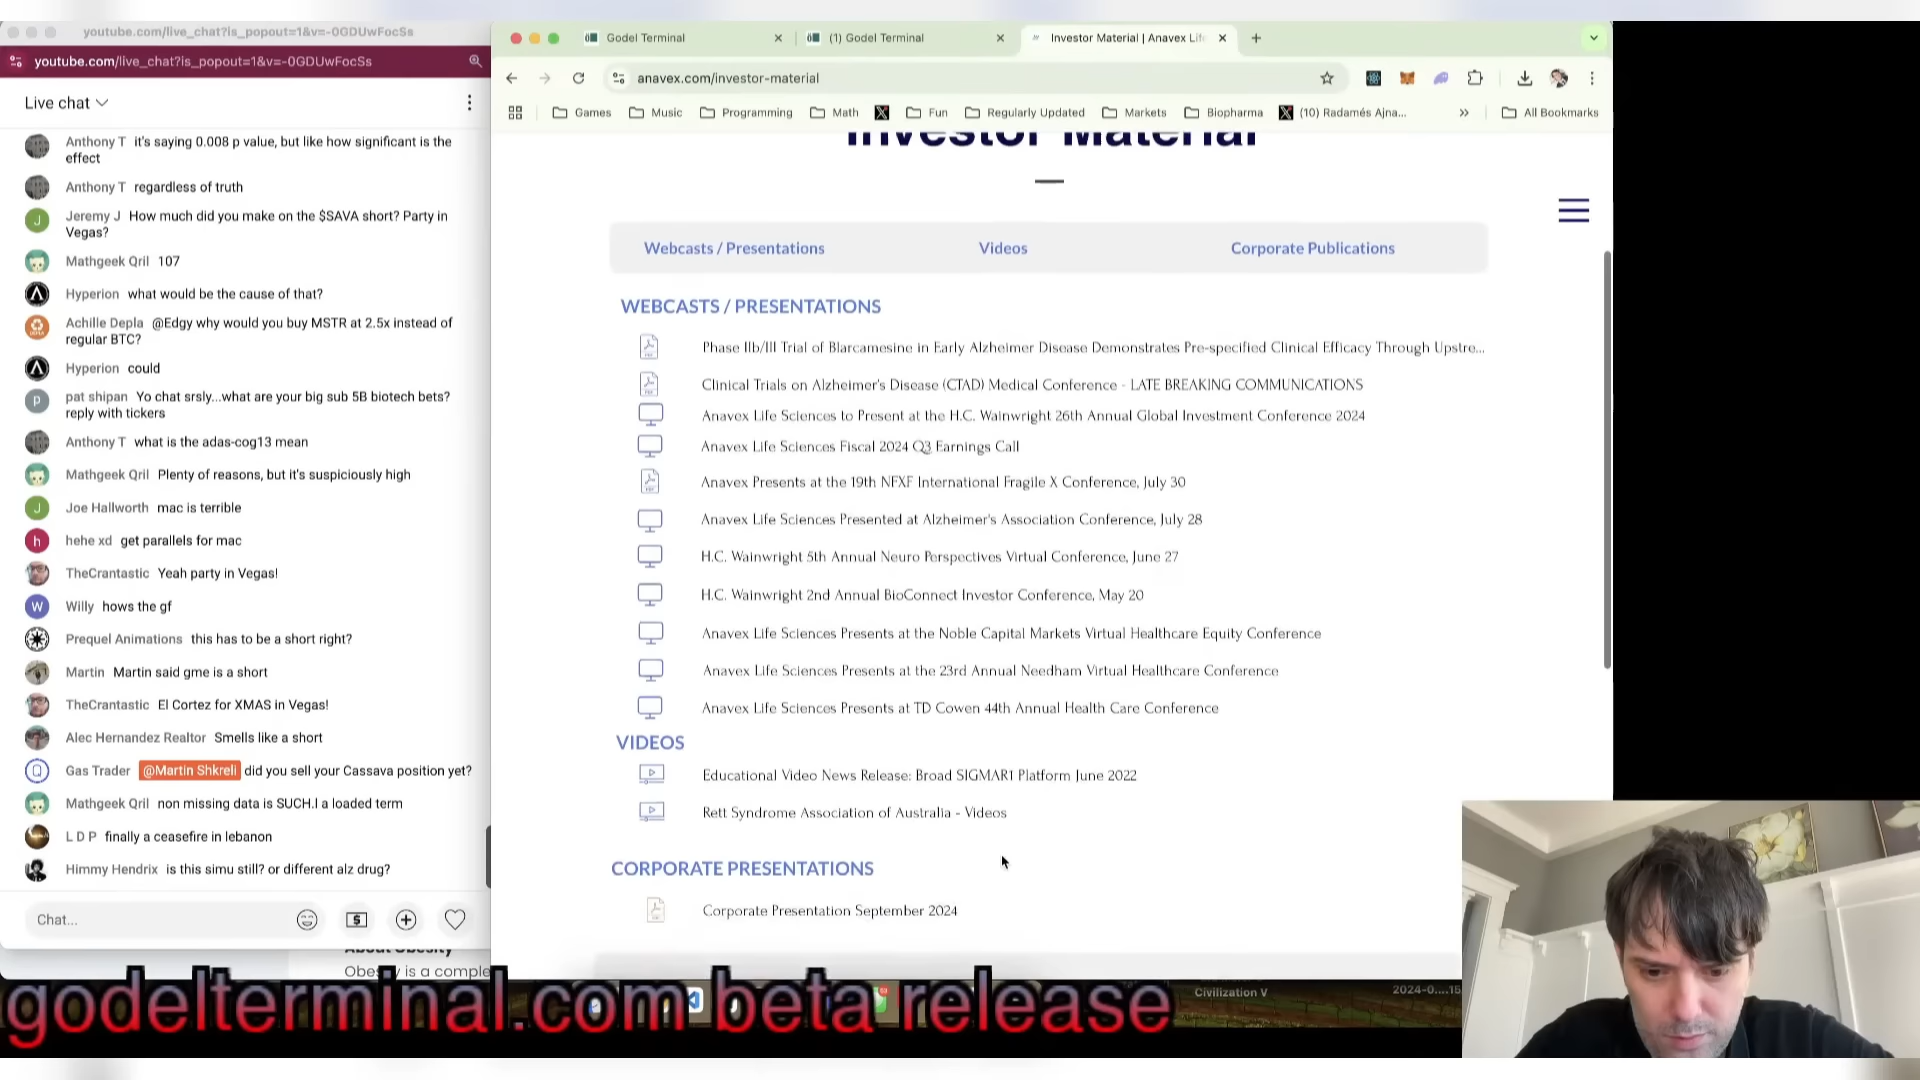 youtube.com/live_chat?is_popout=1&v=-0GDUwFocSs
youtube.com/live_chat?is_popout=1&v=-0GDUwFocSs
Live chat
Anthony T it's saying 0.008 p value, but like how significant is the
effect
Anthony T regardless of truth
Jeremy J How much did you make on the $SAVA short? Party in
Vegas?
Mathgeek Qril 107
Hyperion what would be the cause of that?
Achille Depla @Edgy why would you buy MSTR at 2.5x instead of
regular BTC?
Hyperion could
pat shipan Yo chat srsly...what are your big sub 5B biotech bets?
reply with tickers
Anthony T what is the adas-cog13 mean
Mathgeek Qril Plenty of reasons, but it's suspiciously high
Joe Hallworth mac is terrible
hehe xd get parallels for mac
TheCrantastic Yeah party in Vegas!
Willy hows the gf
Prequel Animations this has to be a short right?
Martin Martin said gme is a short
TheCrantastic El Cortez for XMAS in Vegas!
Alec Hernandez Realtor Smells like a short
Gas Trader @Martin Shkreli did you sell your Cassava position yet?
Mathgeek Qril non missing data is SUCH.I a loaded term
L D P finally a ceasefire in lebanon
Himmy Hendrix is this simu still? or different alz drug?
Chat...
About Obesity
Obesity is a comple
Godel Terminal
(1) Godel Terminal
Investor Material | Anavex Lif
anavex.com/investor-material
Games Music Programming Math Fun Regularly Updated Markets Biopharma (10) Radamés Ajna... All Bookmarks
Investor Material
Webcasts / Presentations Videos Corporate Publications
WEBCASTS / PRESENTATIONS
Phase IIb/III Trial of Blarcamesine in Early Alzheimer Disease Demonstrates Pre-specified Clinical Efficacy Through Upstre...
Clinical Trials on Alzheimer's Disease (CTAD) Medical Conference - LATE BREAKING COMMUNICATIONS
Anavex Life Sciences to Present at the H.C. Wainwright 26th Annual Global Investment Conference 2024
Anavex Life Sciences Fiscal 2024 Q3 Earnings Call
Anavex Presents at the 19th NFXF International Fragile X Conference, July 30
Anavex Life Sciences Presented at Alzheimer's Association Conference, July 28
H.C. Wainwright 5th Annual Neuro Perspectives Virtual Conference, June 27
H.C. Wainwright 2nd Annual BioConnect Investor Conference, May 20
Anavex Life Sciences Presents at the Noble Capital Markets Virtual Healthcare Equity Conference
Anavex Life Sciences Presents at the 23rd Annual Needham Virtual Healthcare Conference
Anavex Life Sciences Presents at TD Cowen 44th Annual Health Care Conference
VIDEOS
Educational Video News Release: Broad SIGMAR1 Platform June 2022
Rett Syndrome Association of Australia - Videos
CORPORATE PRESENTATIONS
Corporate Presentation September 2024
Civilization V
2024-0....15
godelterminal.com beta release